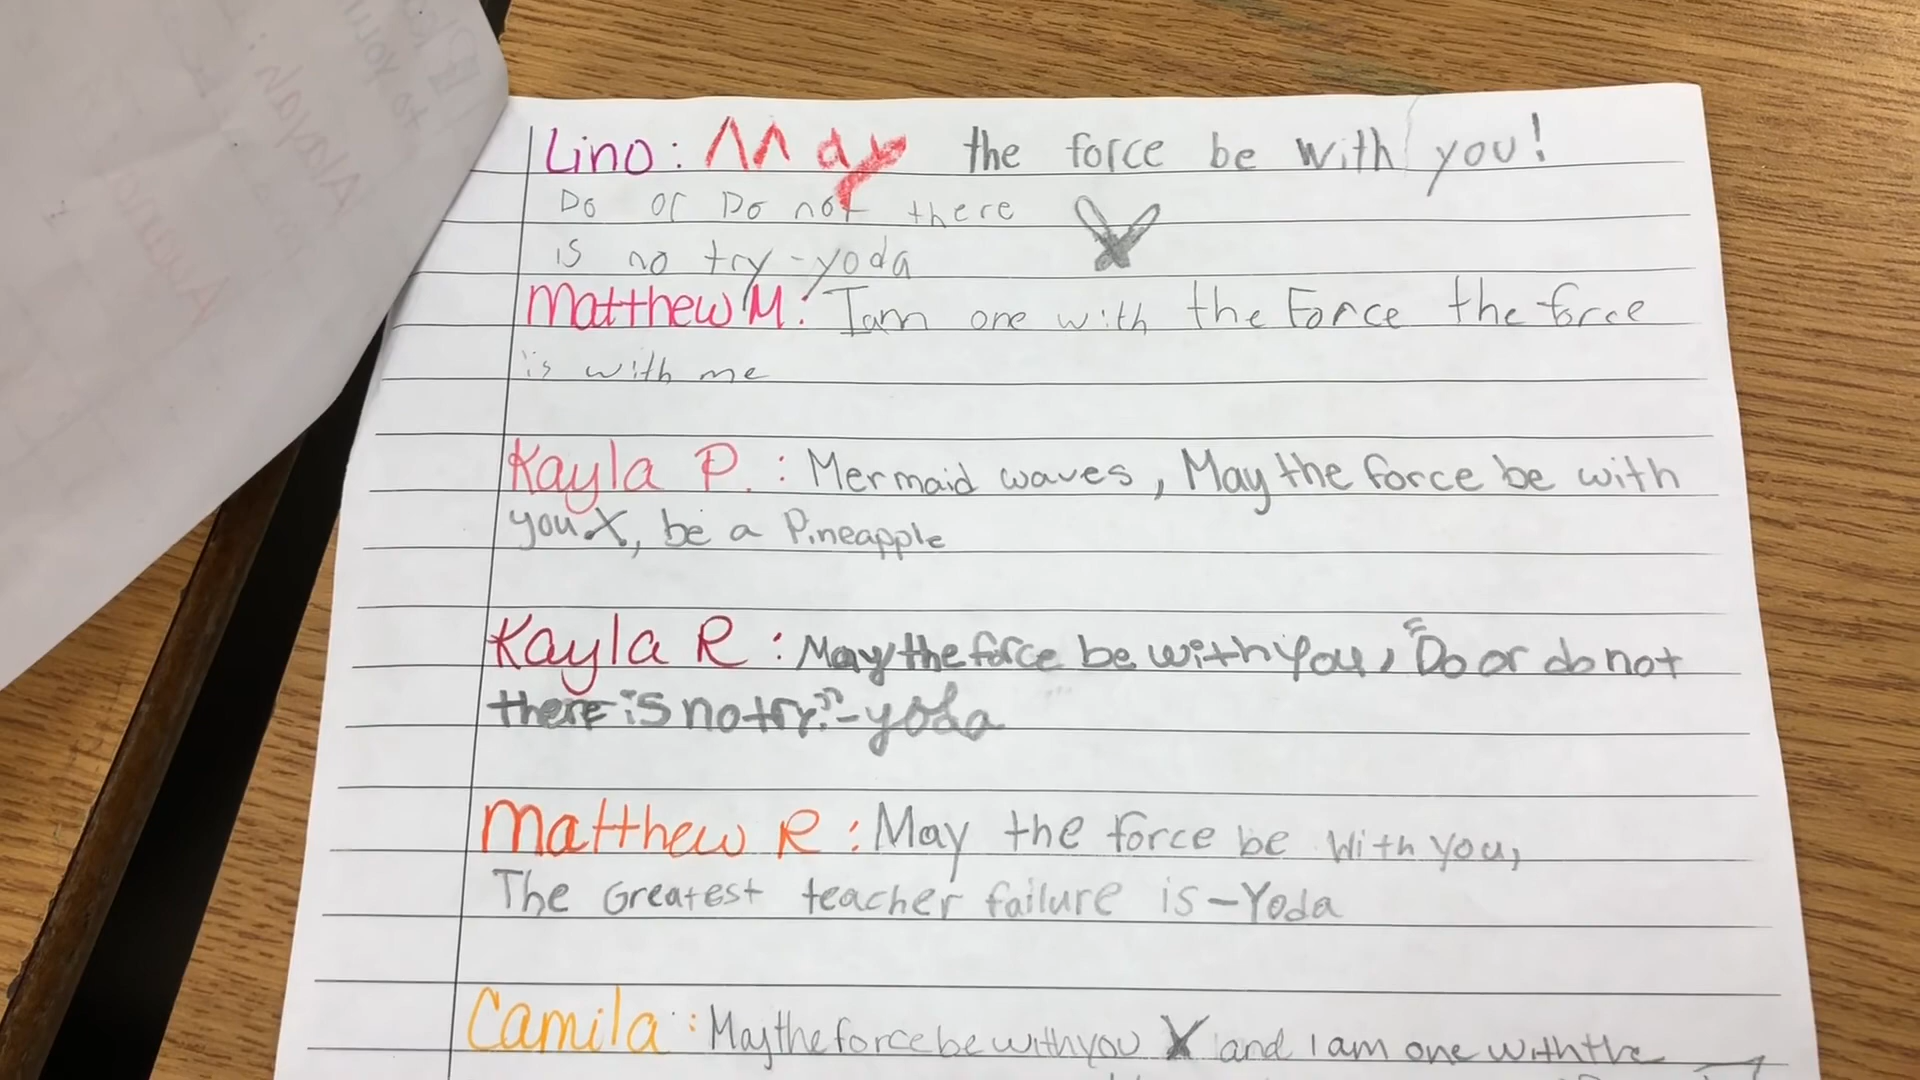 Lino: May the force be with you!
Do or Do not there
is no try -yoda
Matthew M: I am one with the Force the force
is with me
Kayla P. : Mermaid waves, May the force be with
you X, be a Pineapple
Kayla R : May the force be with You, "Do or do not
there is no try." -yoda
Matthew R : May the force be with you,
The Greatest teacher failure is - Yoda
Camila : May the force be with you X and I am one with the